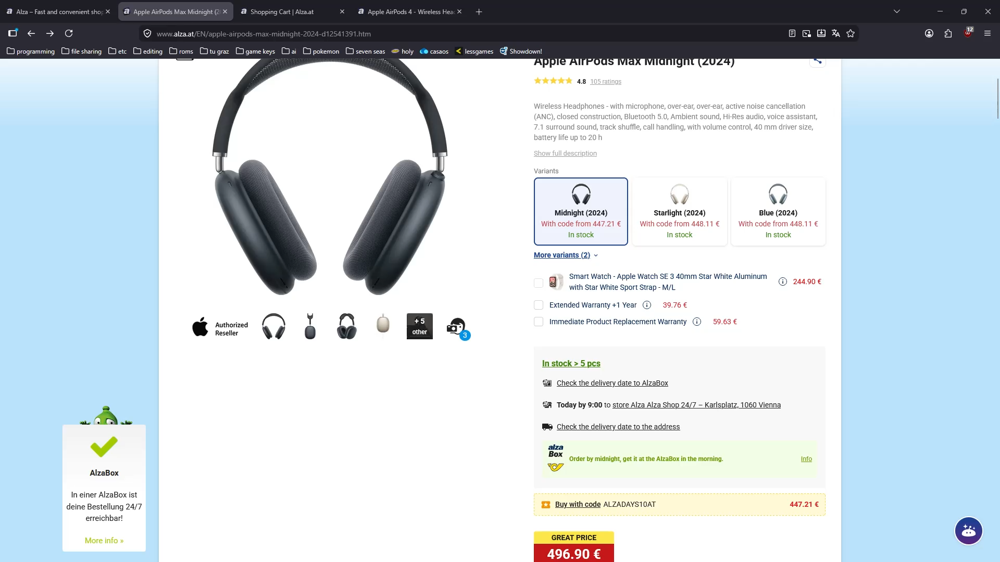 Alza – Fast and convenient shop
Apple AirPods Max Midnight (2
Shopping Cart | Alza.at
Apple AirPods 4 - Wireless Hea
www.alza.at/EN/apple-airpods-max-midnight-2024-d12541391.htm
12
programming
file sharing
etc
editing
roms
tu graz
game keys
ai
pokemon
seven seas
holy
casaos
lessgames
Showdown!
Apple AirPods Max Midnight (2024)
4.8 105 ratings
Wireless Headphones - with microphone, over-ear, over-ear, active noise cancellation
(ANC), closed construction, Bluetooth 5.0, Ambient sound, Hi-Res audio, voice assistant,
7.1 surround sound, track shuffle, call handling, with volume control, 40 mm driver size,
battery life up to 20 h
Show full description
Variants
Midnight (2024)
With code from 447.21 €
In stock
Starlight (2024)
With code from 448.11 €
In stock
Blue (2024)
With code from 448.11 €
In stock
More variants (2)
Smart Watch - Apple Watch SE 3 40mm Star White Aluminum
with Star White Sport Strap - M/L
244.90 €
Extended Warranty +1 Year 39.76 €
Immediate Product Replacement Warranty 59.63 €
Authorized
Reseller
+ 5
other
3
In stock > 5 pcs
Check the delivery date to AlzaBox
Today by 9:00 to store Alza Alza Shop 24/7 – Karlsplatz, 1060 Vienna
Check the delivery date to the address
alza
Box
Order by midnight, get it at the AlzaBox in the morning.
Info
Buy with code ALZADAYS10AT 447.21 €
GREAT PRICE
496.90 €
AlzaBox
In einer AlzaBox ist
deine Bestellung 24/7
erreichbar!
More info »